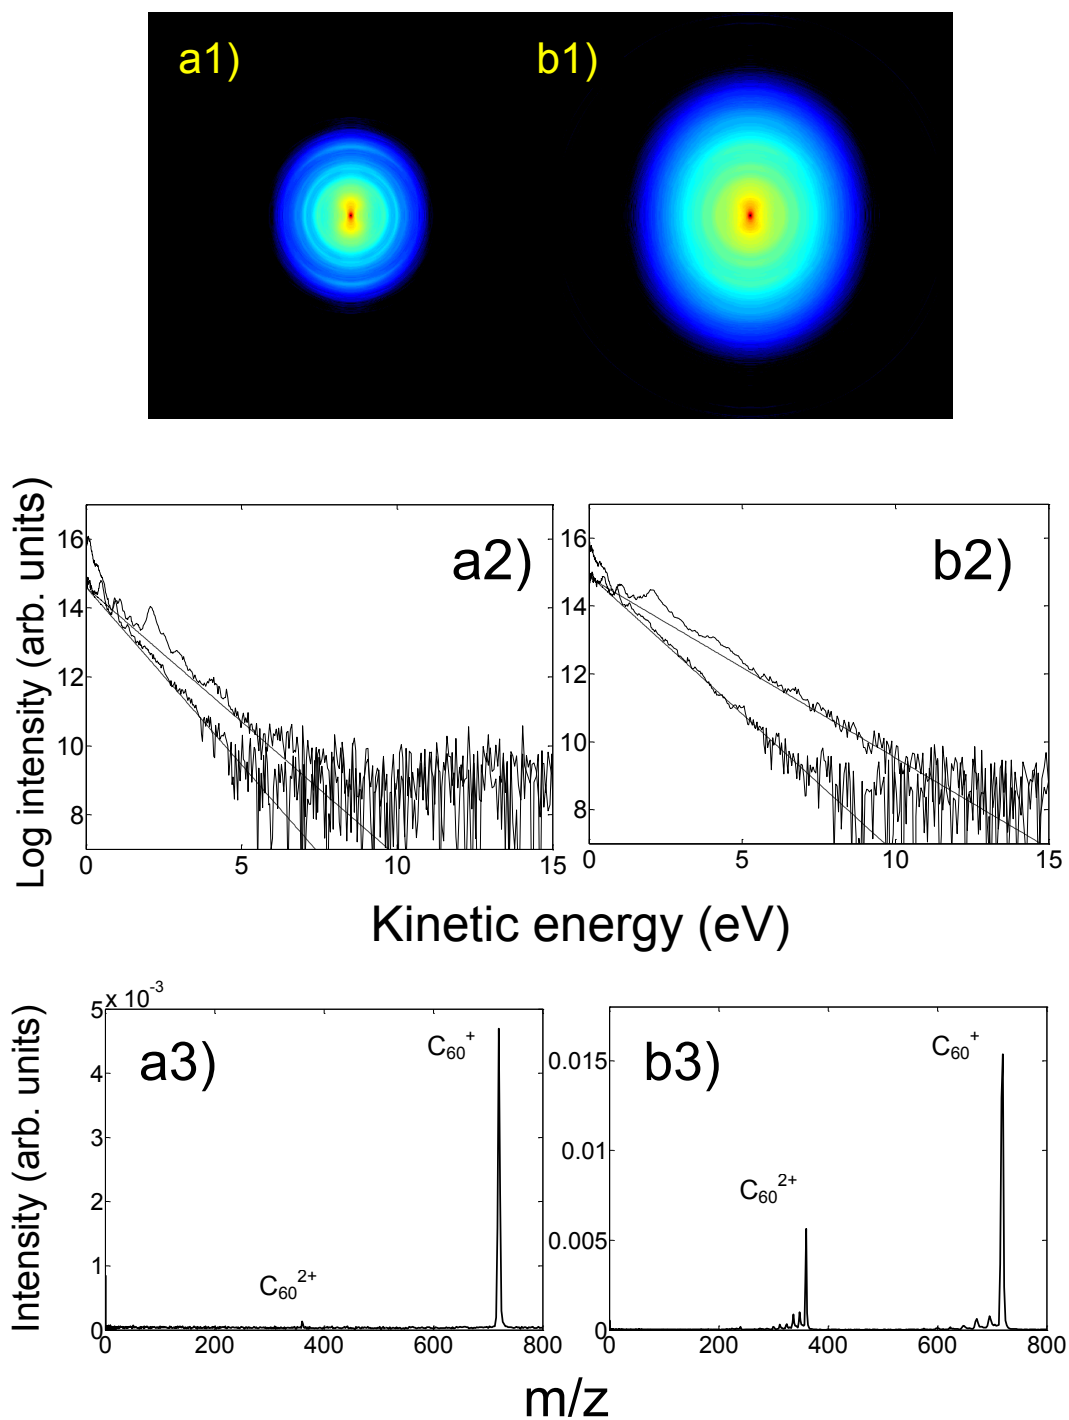 a1) b1)
Log intensity (arb. units)
16
14
12
10
8
0 5 10 15
a2)
16
14
12
10
8
0 5 10 15
b2)
Kinetic energy (eV)
Intensity (arb. units)
x 10⁻³
5
4
3
2
1
0
0 200 400 600 800
a3)
C₆₀⁺
C₆₀²⁺
0.015
0.01
0.005
0
0 200 400 600 800
b3)
C₆₀⁺
C₆₀²⁺
m/z